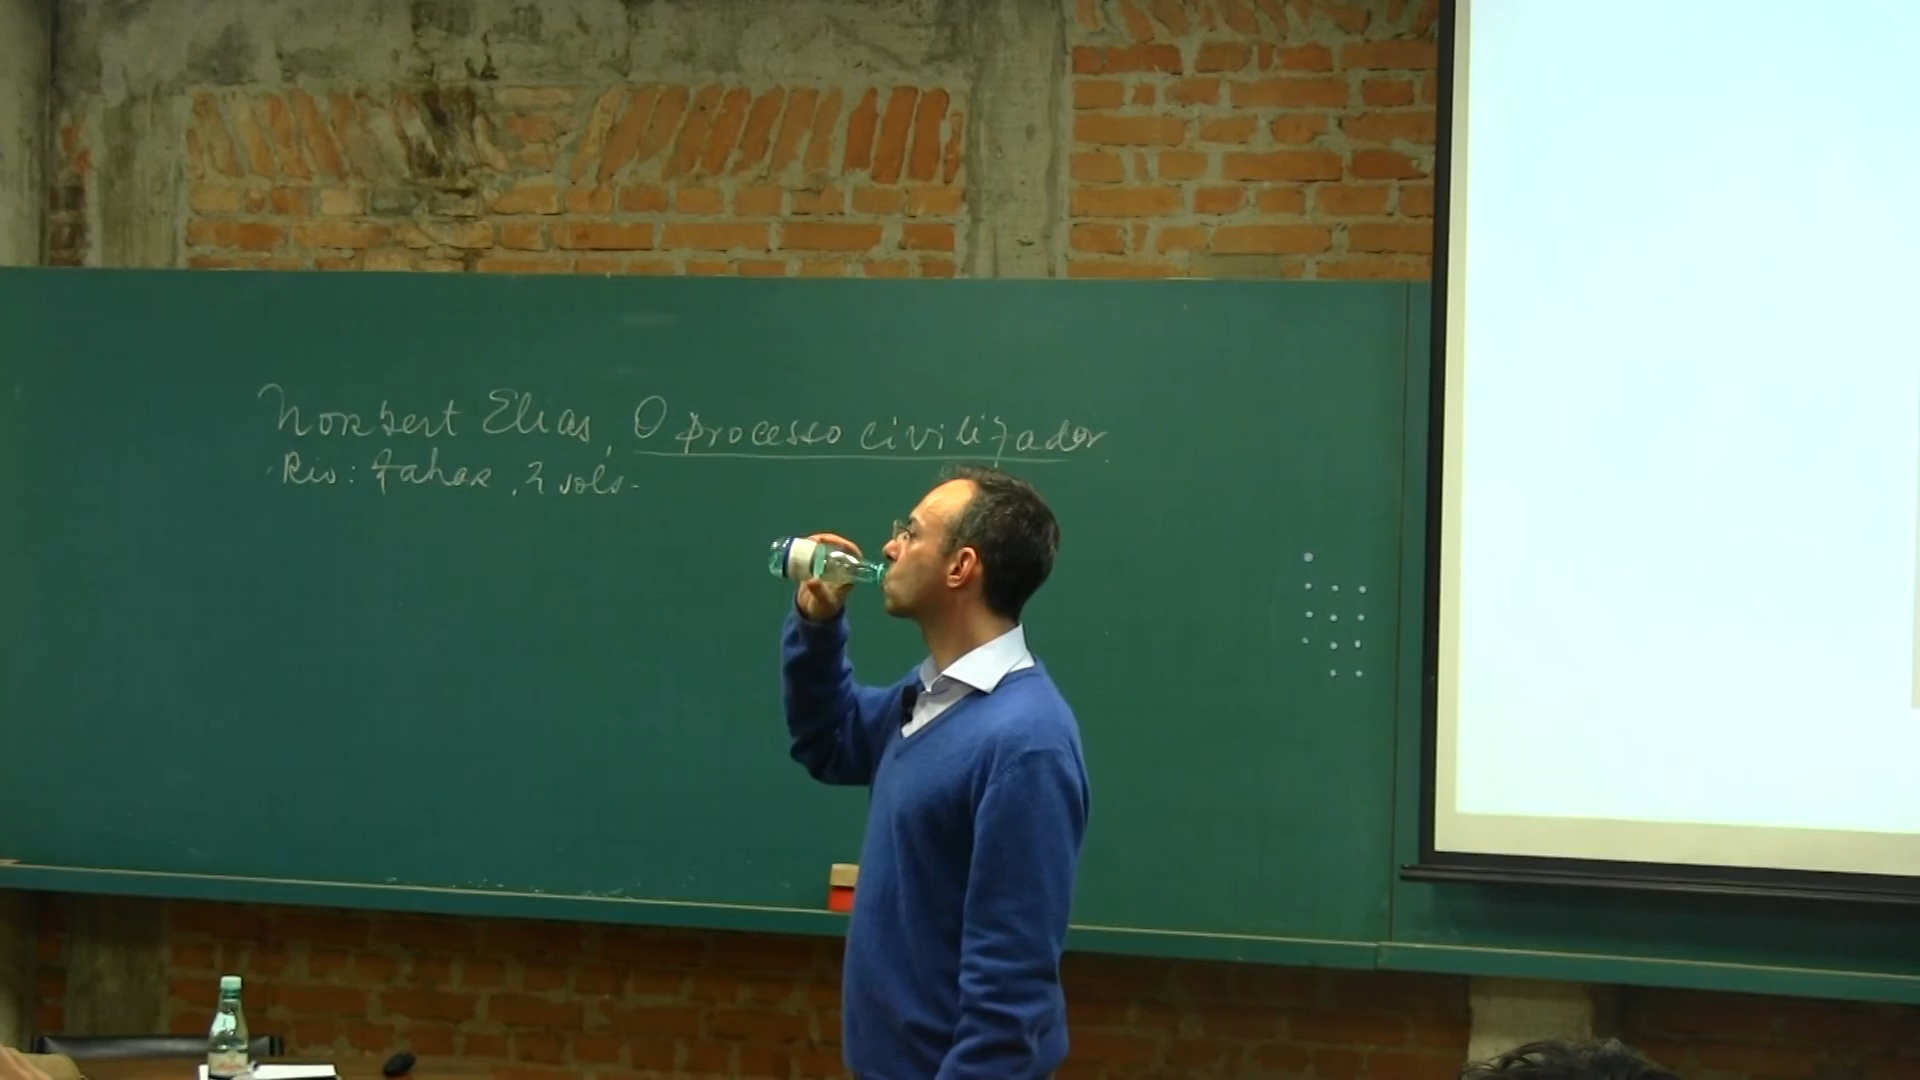 Norbert Elias, O processo civilizador.
Rio: Zahar, 2 vols.